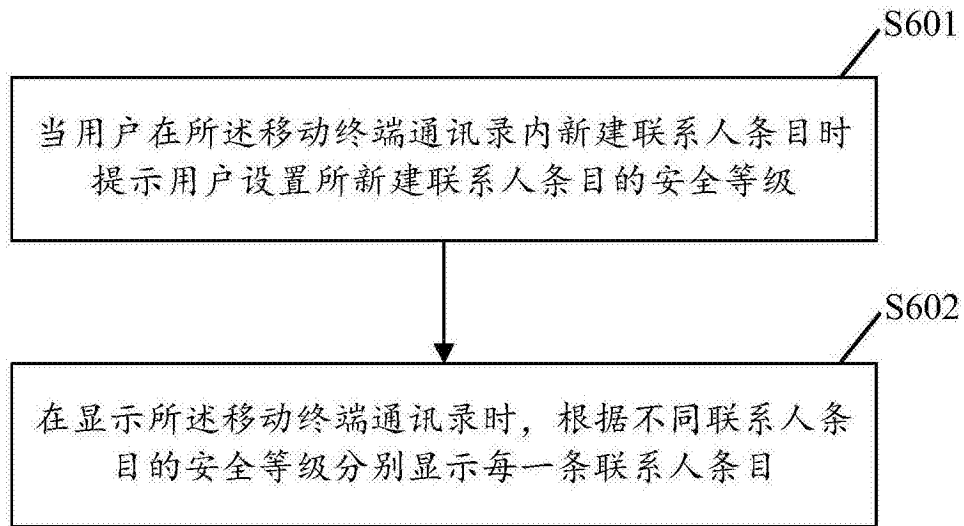 S601
当用户在所述移动终端通讯录内新建联系人条目时
提示用户设置所新建联系人条目的安全等级
S602
在显示所述移动终端通讯录时，根据不同联系人条
目的安全等级分别显示每一条联系人条目